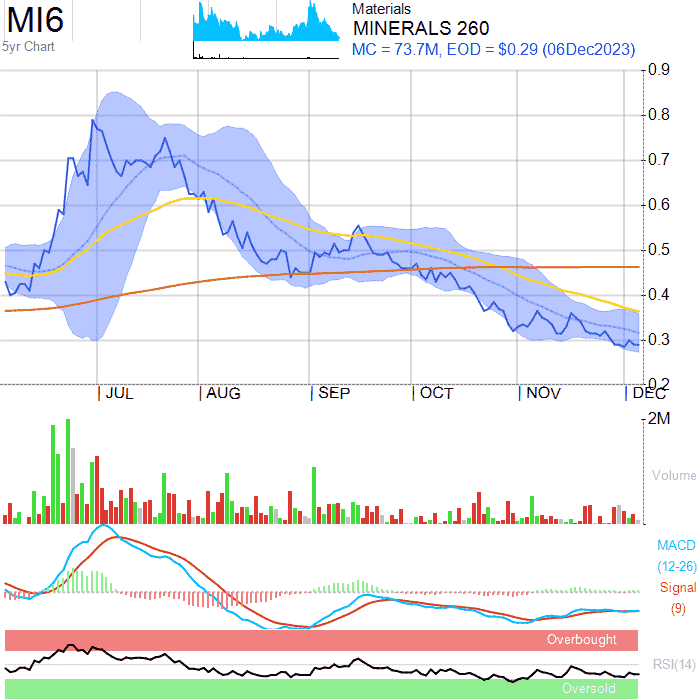 MI6
5yr Chart
Materials
MINERALS 260
MC = 73.7M, EOD = $0.29 (06Dec2023)
0.9
0.8
0.7
0.6
0.5
0.4
0.3
0.2
JUL AUG SEP OCT NOV DEC
2M
Volume
MACD
(12-26)
Signal
(9)
Overbought
RSI(14)
Oversold